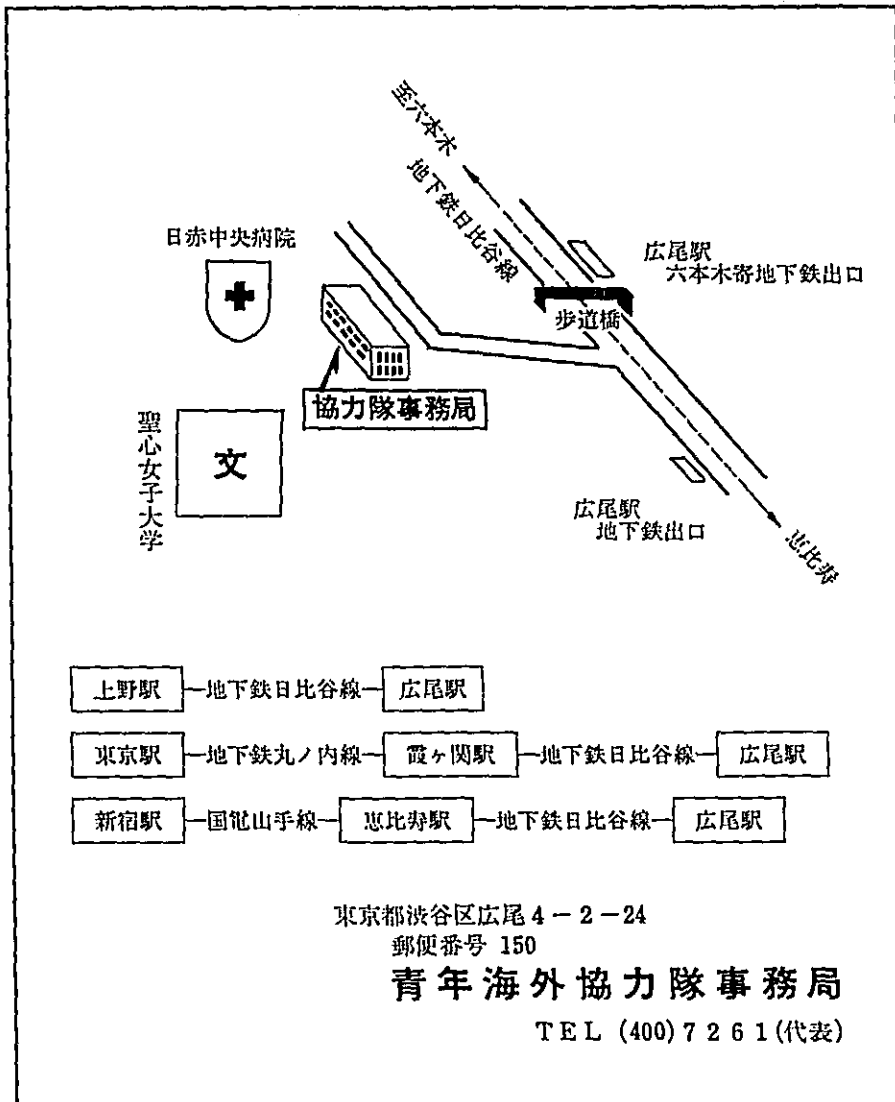 至六本木
地下鉄日比谷線
日赤中央病院
広尾駅
六本木寄地下鉄出口
歩道橋
協力隊事務局
聖心女子大学
文
広尾駅
地下鉄出口
恵比寿
上野駅 地下鉄日比谷線 広尾駅
東京駅 地下鉄丸ノ内線 霞ヶ関駅 地下鉄日比谷線 広尾駅
新宿駅 国電山手線 恵比寿駅 地下鉄日比谷線 広尾駅
東京都渋谷区広尾4-2-24
郵便番号 150
青年海外協力隊事務局
TEL (400)7261(代表)